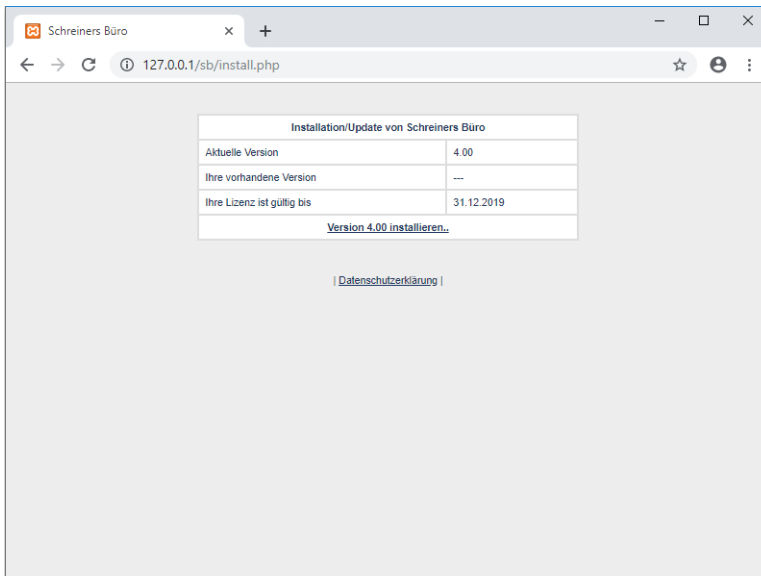 Schreiners Büro
127.0.0.1/sb/install.php
Installation/Update von Schreiners Büro
Aktuelle Version 4.00
Ihre vorhandene Version ---
Ihre Lizenz ist gültig bis 31.12.2019
Version 4.00 installieren..
| Datenschutzerklärung |